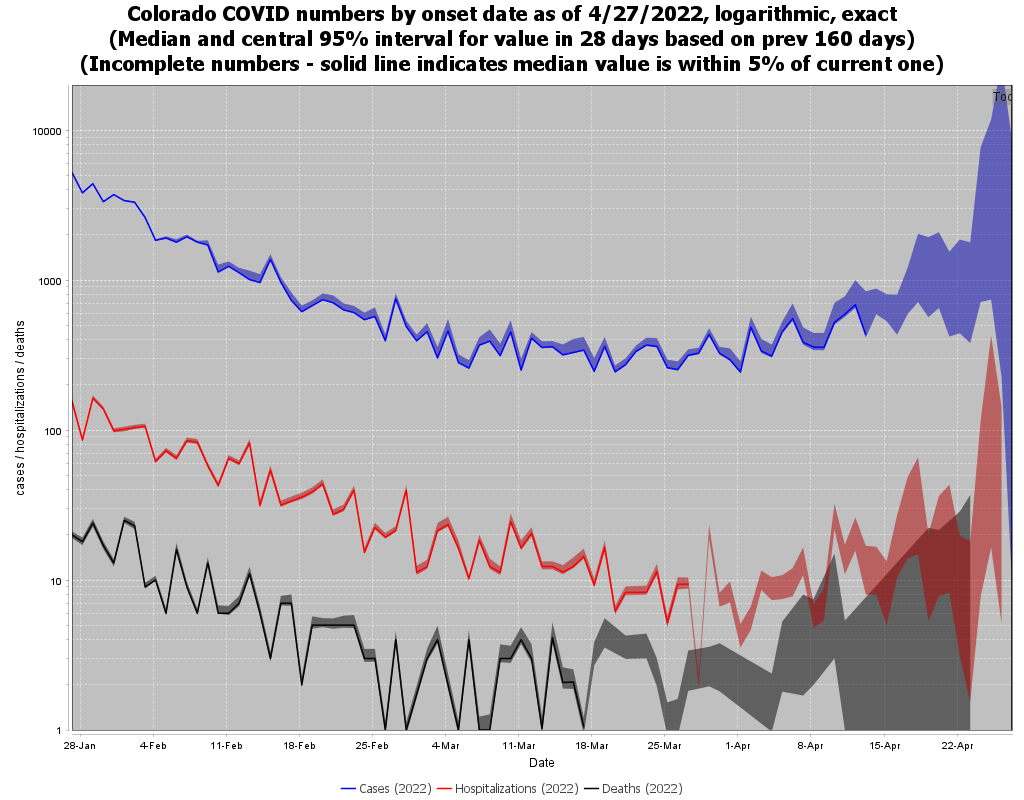 Colorado COVID numbers by onset date as of 4/27/2022, logarithmic, exact
(Median and central 95% interval for value in 28 days based on prev 160 days)
(Incomplete numbers - solid line indicates median value is within 5% of current one)
10000
1000
100
10
1
cases / hospitalizations / deaths
28-Jan 4-Feb 11-Feb 18-Feb 25-Feb 4-Mar 11-Mar 18-Mar 25-Mar 1-Apr 8-Apr 15-Apr 22-Apr
Date
Cases (2022) Hospitalizations (2022) Deaths (2022)